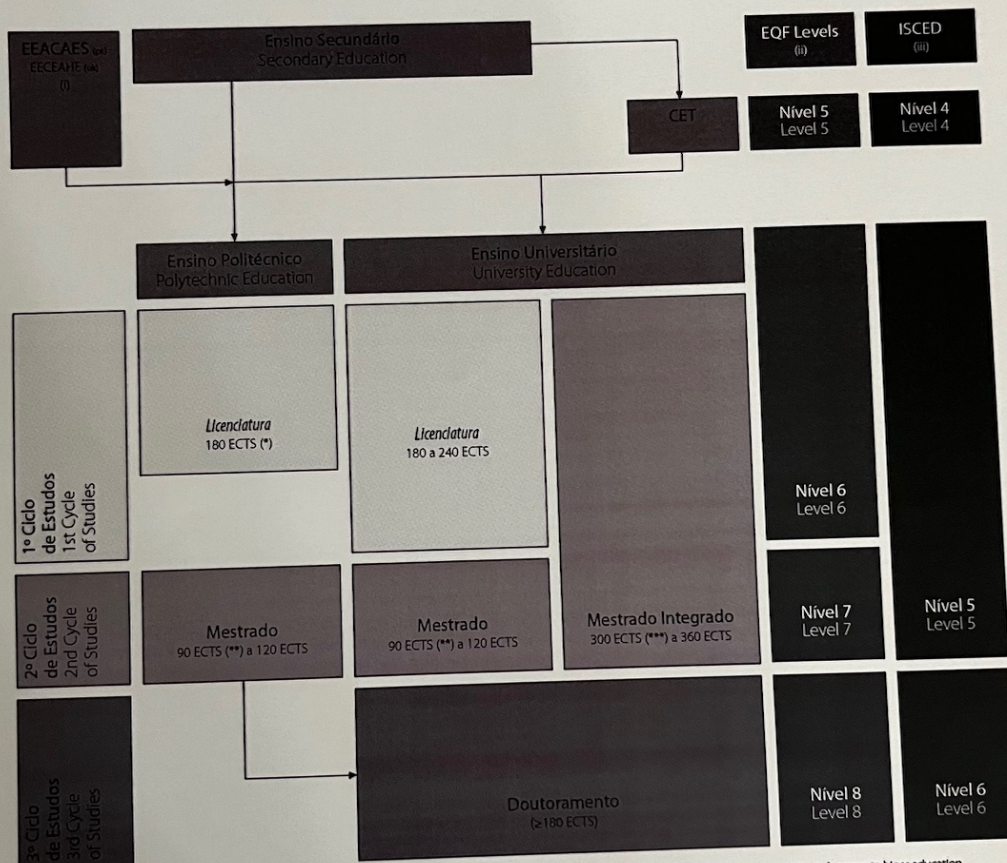 EEACAES (pt)
EECEAHE (uk)
(i)
Ensino Secundário
Secondary Education
EQF Levels
(ii)
ISCED
(iii)
CET
Nível 5
Level 5
Nível 4
Level 4
Ensino Politécnico
Polytechnic Education
Ensino Universitário
University Education
1º Ciclo
de Estudos
1st Cycle
of Studies
Licenciatura
180 ECTS (*)
Licenciatura
180 a 240 ECTS
Nível 6
Level 6
2º Ciclo
de Estudos
2nd Cycle
of Studies
Mestrado
90 ECTS (**) a 120 ECTS
Mestrado
90 ECTS (**) a 120 ECTS
Mestrado Integrado
300 ECTS (***) a 360 ECTS
Nível 7
Level 7
Nível 5
Level 5
3º Ciclo
de Estudos
3rd Cycle
of Studies
Doutoramento
(≥180 ECTS)
Nível 8
Level 8
Nível 6
Level 6
education